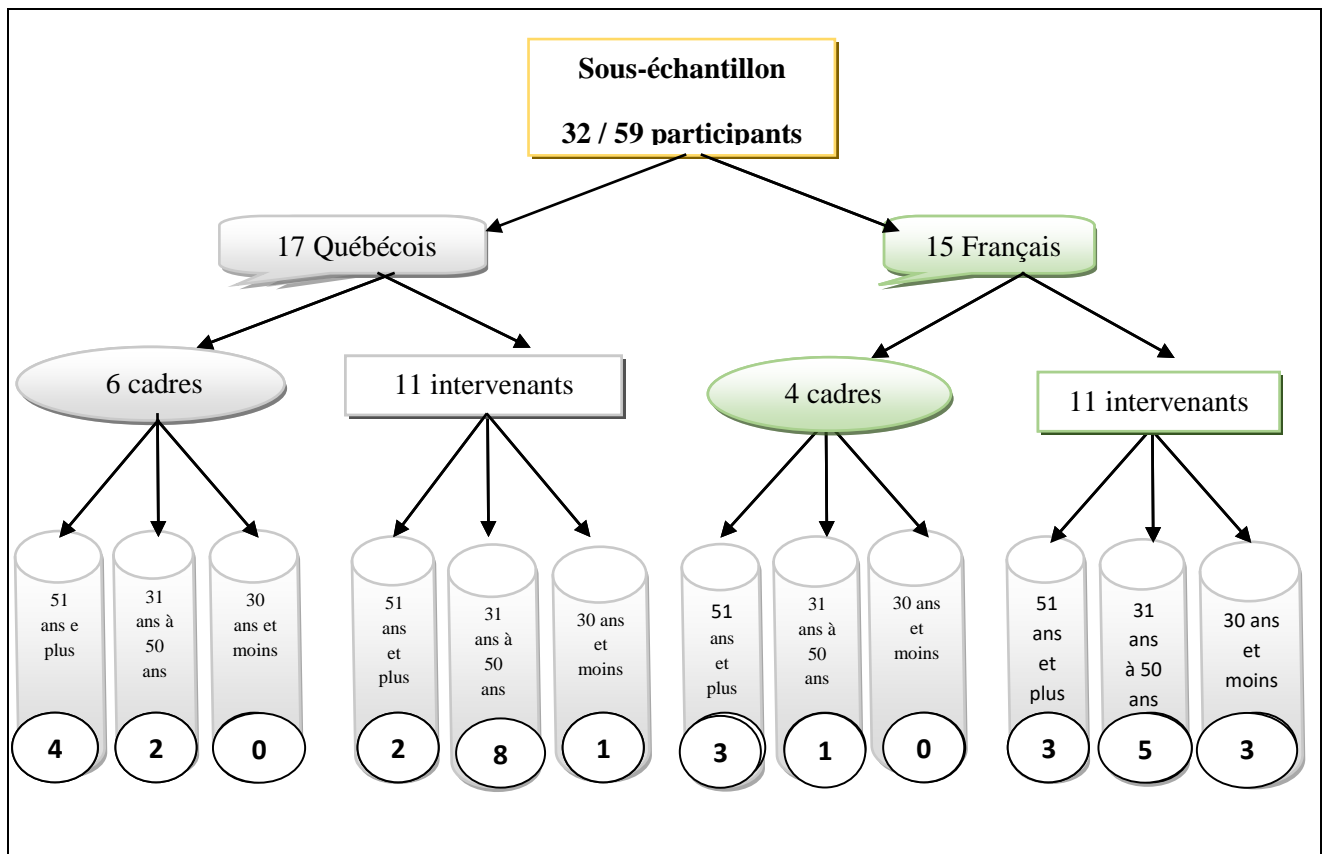 Sous-échantillon
32 / 59 participants
17 Québécois
15 Français
6 cadres
11 intervenants
4 cadres
11 intervenants
51
ans e
plus
31
ans à
50
ans
30
ans et
moins
51
ans
et
plus
31
ans à
50
ans
30 ans
et
moins
51
ans
et
plus
31
ans à
50
ans
30 ans
et
moins
51
ans
et
plus
31
ans
à 50
ans
30 ans
et
moins
4
2
0
2
8
1
3
1
0
3
5
3